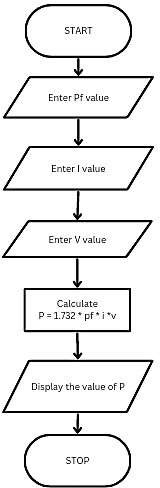 START
Enter Pf value
Enter I value
Enter V value
Calculate
P = 1.732 * pf * i *v
Display the value of P
STOP